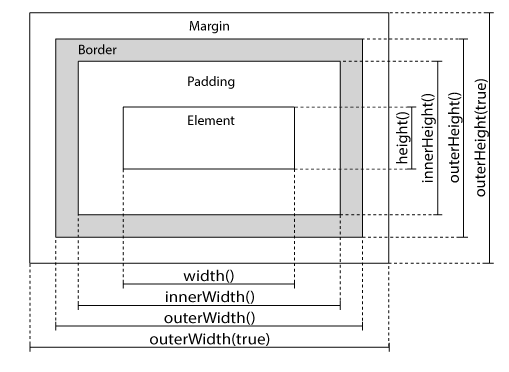 Margin
Border
Padding
Element
height()
innerHeight()
outerHeight()
outerHeight(true)
width()
innerWidth()
outerWidth()
outerWidth(true)